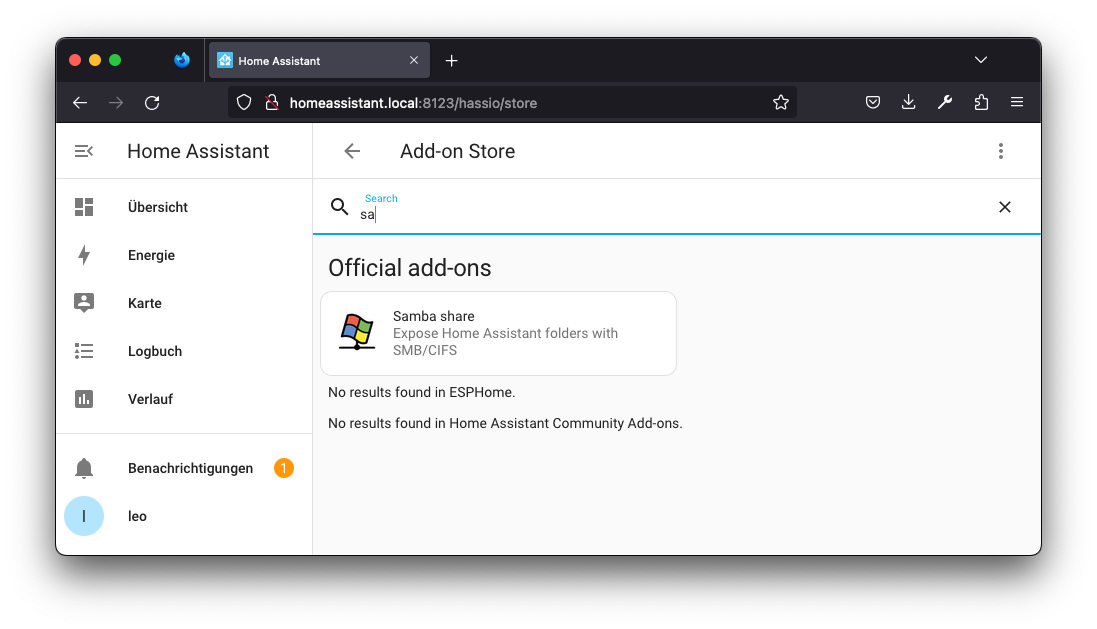 Home Assistant
homeassistant.local:8123/hassio/store
Home Assistant
Add-on Store
Search
sa
Übersicht
Energie
Karte
Logbuch
Verlauf
Benachrichtigungen 1
l leo
Official add-ons
Samba share
Expose Home Assistant folders with
SMB/CIFS
No results found in ESPHome.
No results found in Home Assistant Community Add-ons.